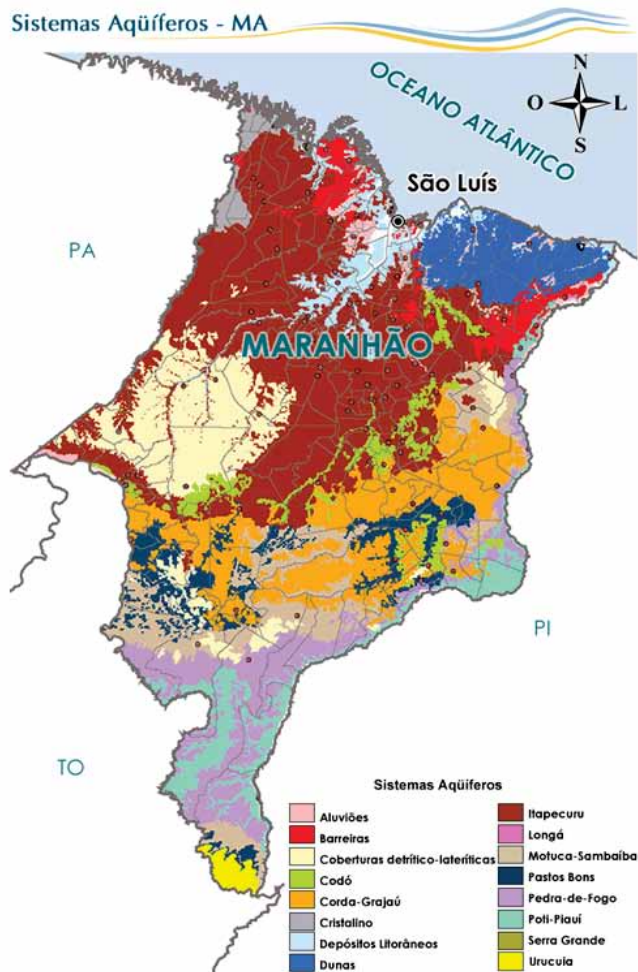 Sistemas Aqüíferos - MA
OCEANO ATLÂNTICO
N
O
L
S
São Luís
PA
MARANHÃO
PI
TO
Sistemas Aqüíferos
Aluviões
Barreiras
Coberturas detrítico-lateríticas
Codó
Corda-Grajaú
Cristalino
Depósitos Litorâneos
Dunas
Itapecuru
Longá
Motuca-Sambaíba
Pastos Bons
Pedra-de-Fogo
Poti-Piauí
Serra Grande
Urucuia